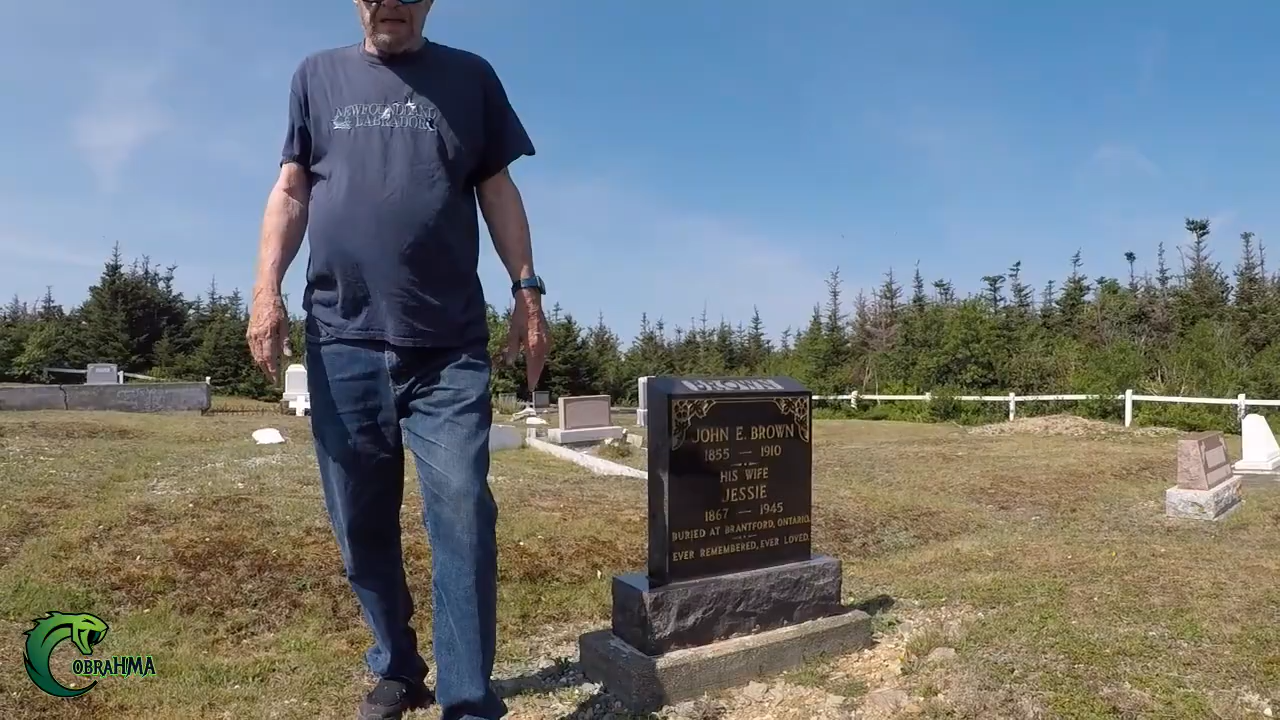 NEWFOUNDLAND
LABRADOR
BROWN
JOHN E. BROWN
1855 — 1910
HIS WIFE
JESSIE
1867 — 1945
BURIED AT BRANTFORD, ONTARIO.
EVER REMEMBERED, EVER LOVED.
COBRAHMA